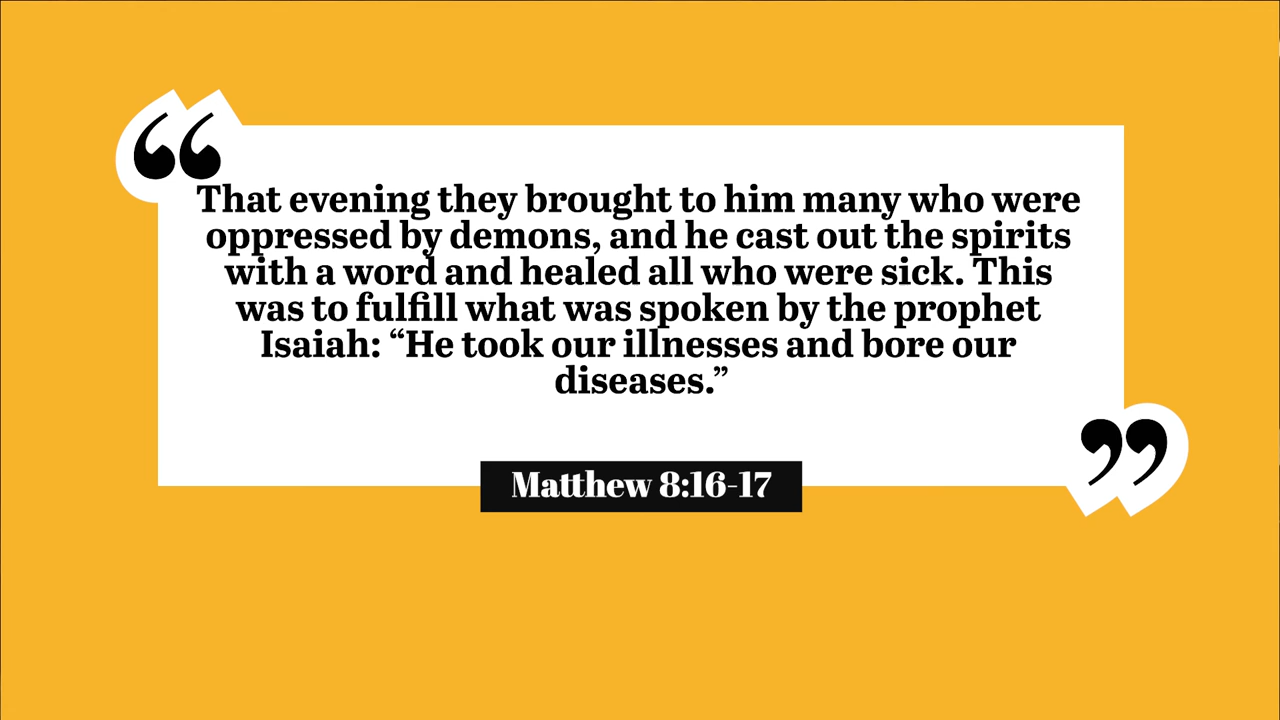 That evening they brought to him many who were
oppressed by demons, and he cast out the spirits
with a word and healed all who were sick. This
was to fulfill what was spoken by the prophet
Isaiah: “He took our illnesses and bore our
diseases.”
Matthew 8:16-17